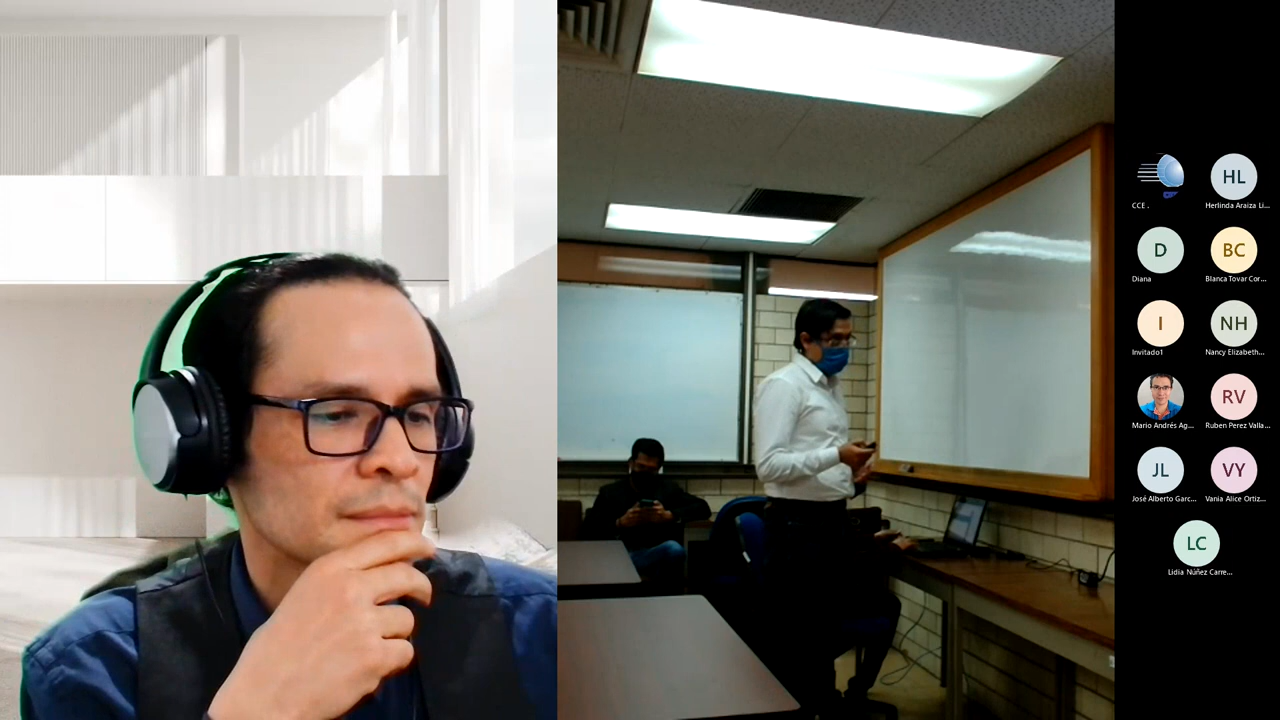 CCE .
HL
Herlinda Araiza Li...
D
Diana
BC
Blanca Tovar Cor...
I
Invitado1
NH
Nancy Elizabeth...
Mario Andrés Ag...
RV
Ruben Perez Valla...
JL
José Alberto Garc...
VY
Vania Alice Ortiz...
LC
Lidia Núñez Carre...